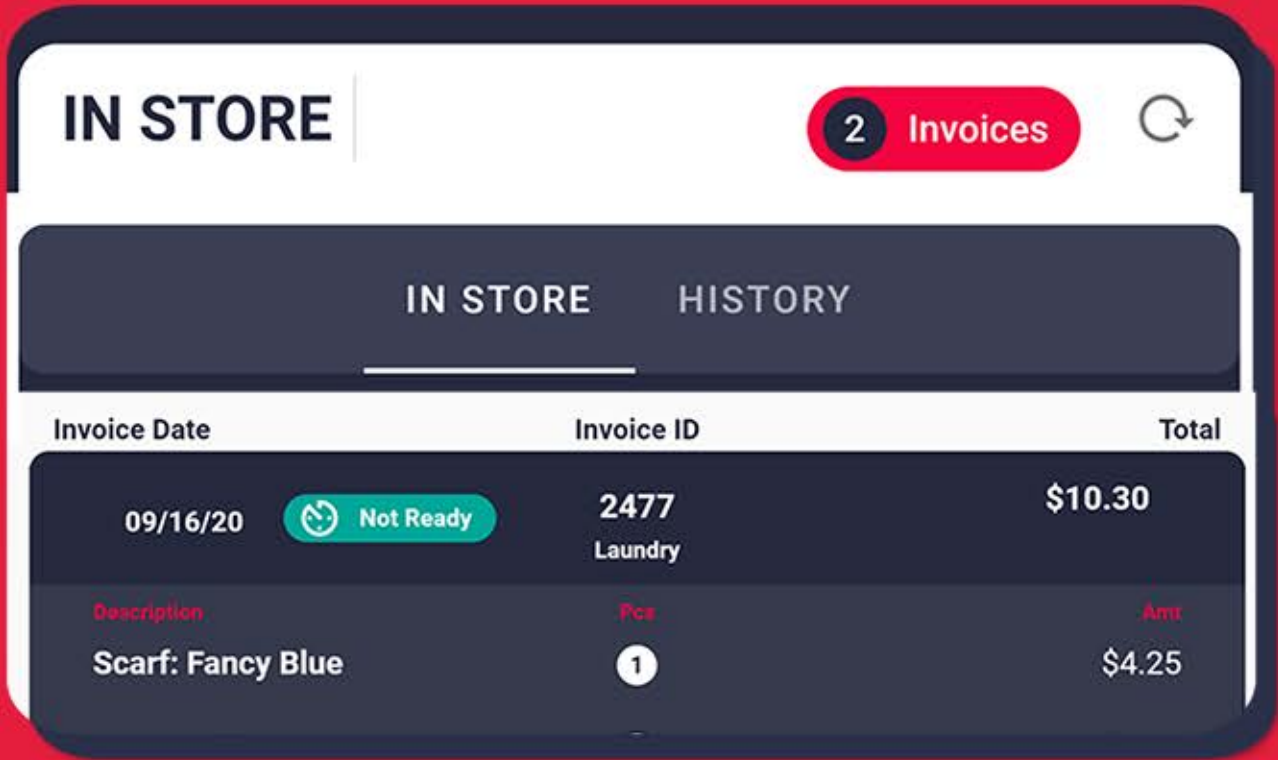 IN STORE
2 Invoices
IN STORE HISTORY
Invoice Date Invoice ID Total
09/16/20 Not Ready 2477 $10.30
Laundry
Description Pcs Amt
Scarf: Fancy Blue 1 $4.25